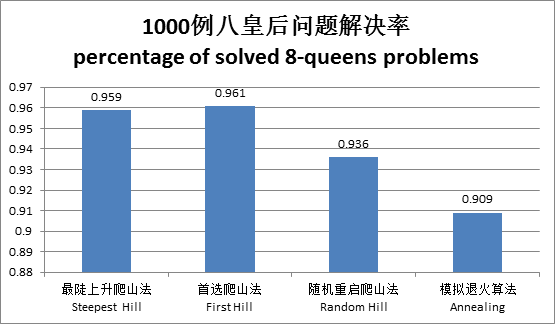 1000例八皇后问题解决率
percentage of solved 8-queens problems
0.97
0.96
0.95
0.94
0.93
0.92
0.91
0.9
0.89
0.88
0.959
0.961
0.936
0.909
最陡上升爬山法
Steepest Hill
首选爬山法
First Hill
随机重启爬山法
Random Hill
模拟退火算法
Annealing